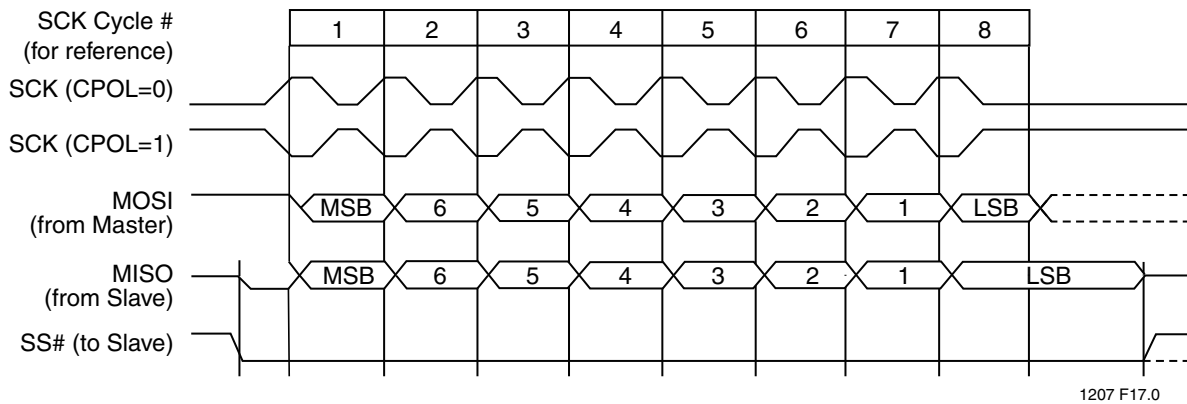 SCK Cycle #
(for reference)
1 2 3 4 5 6 7 8
SCK (CPOL=0)
SCK (CPOL=1)
MOSI
(from Master)
MSB 6 5 4 3 2 1 LSB
MISO
(from Slave)
MSB 6 5 4 3 2 1 LSB
SS# (to Slave)
1207 F17.0